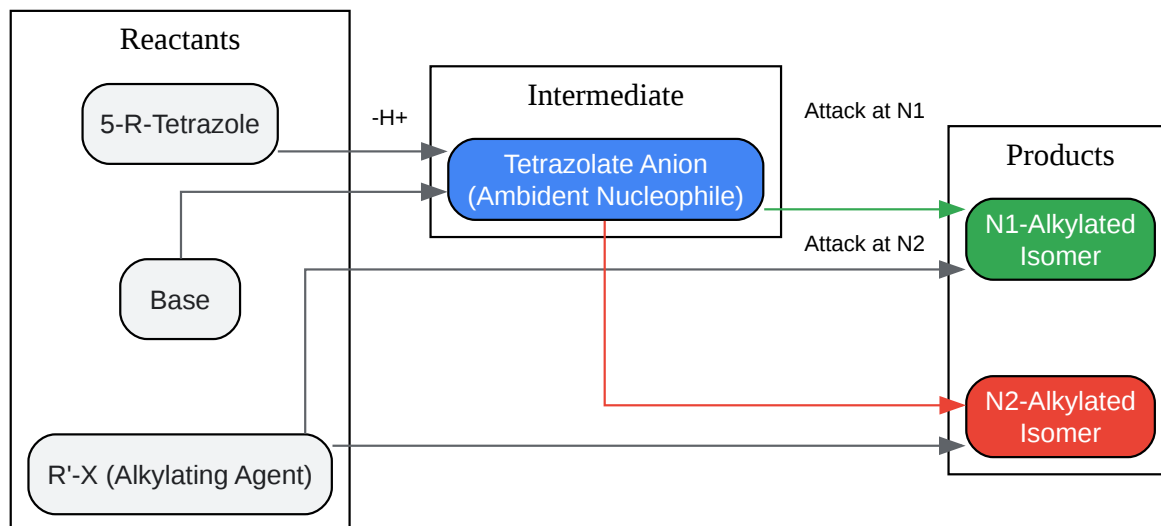 Reactants
5-R-Tetrazole
Base
R'-X (Alkylating Agent)
-H+
Intermediate
Tetrazolate Anion
(Ambident Nucleophile)
Attack at N1
Attack at N2
Products
N1-Alkylated
Isomer
N2-Alkylated
Isomer